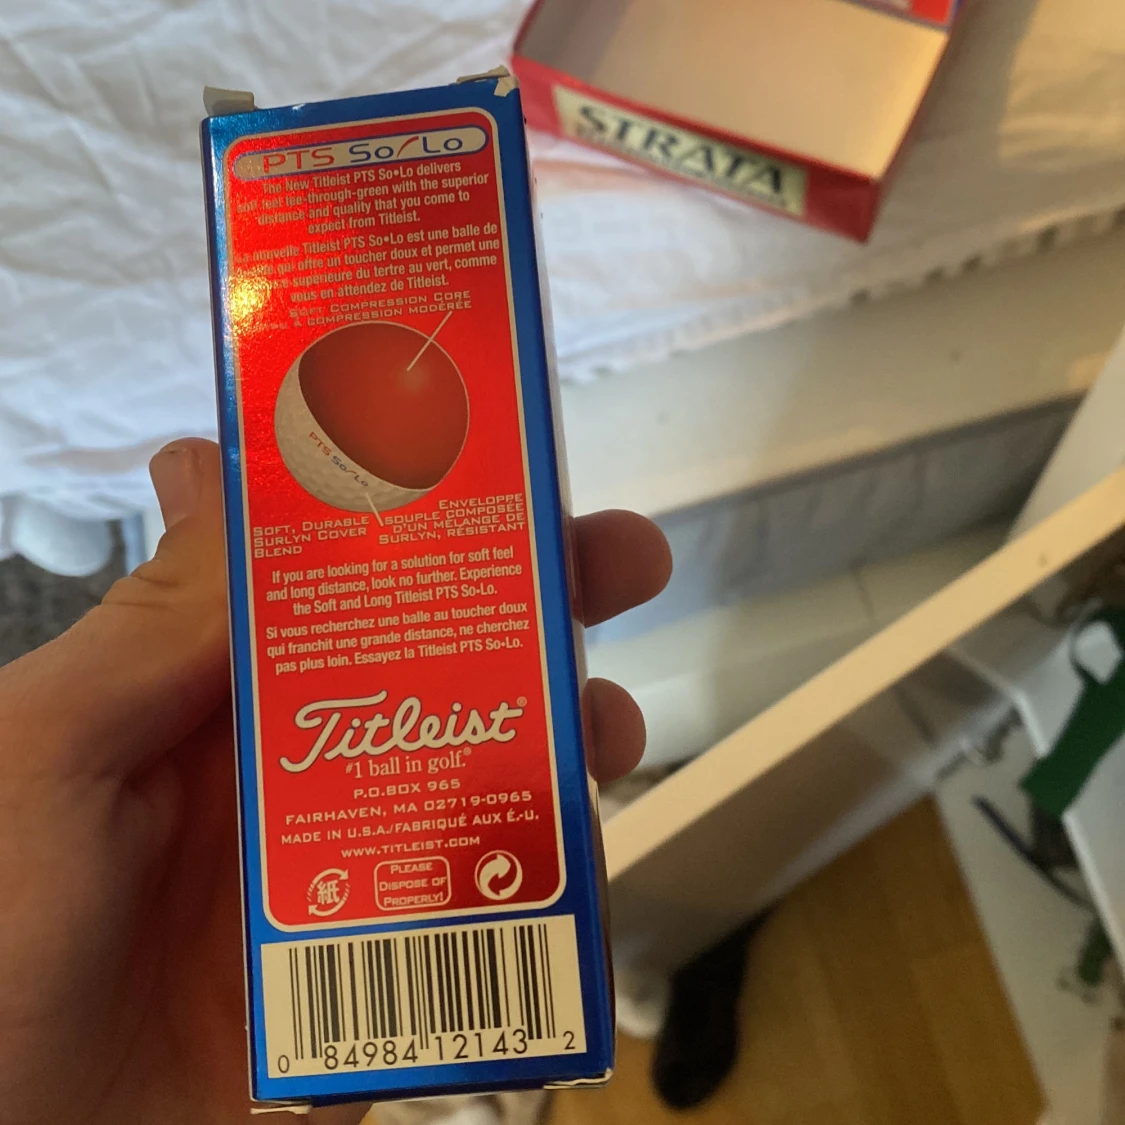 STRATA
PTS So/Lo
The New Titleist PTS So•Lo delivers
soft feel tee-through-green with the superior
distance and quality that you come to
expect from Titleist.
nouvelle Titleist PTS So•Lo est une balle de
qui offre un toucher doux et permet une
supérieure du tertre au vert, comme
vous en attendez de Titleist.
SOFT COMPRESSION CORE
À COMPRESSION MODÉRÉE
PTS So/Lo
SOFT, DURABLE
SURLYN COVER
BLEND
ENVELOPPE
SOUPLE COMPOSÉE
D'UN MÉLANGE DE
SURLYN, RÉSISTANT
If you are looking for a solution for soft feel
and long distance, look no further. Experience
the Soft and Long Titleist PTS So•Lo.
Si vous recherchez une balle au toucher doux
qui franchit une grande distance, ne cherchez
pas plus loin. Essayez la Titleist PTS So•Lo.
Titleist®
#1 ball in golf.®
P.O.BOX 965
FAIRHAVEN, MA 02719-0965
MADE IN U.S.A./FABRIQUÉ AUX É.-U.
WWW.TITLEIST.COM
紙
PLEASE
DISPOSE OF
PROPERLY!
0 84984 12143 2